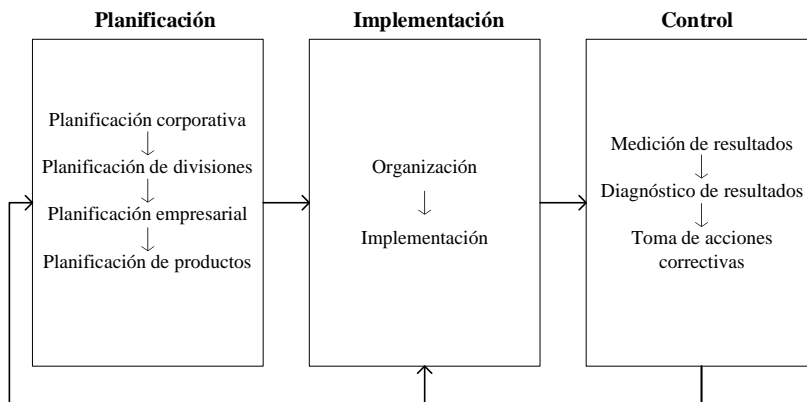 Planificación
Implementación
Control
Planificación corporativa
Planificación de divisiones
Planificación empresarial
Planificación de productos
Organización
Implementación
Medición de resultados
Diagnóstico de resultados
Toma de acciones
correctivas